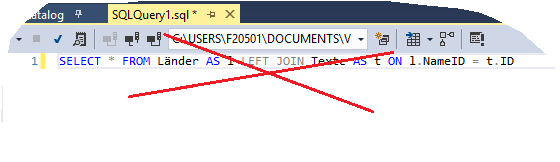 atalog
SQLQuery1.sql *
C:\USERS\F20501\DOCUMENTS\V
1 SELECT * FROM Länder AS l LEFT JOIN Texte AS t ON l.NameID = t.ID